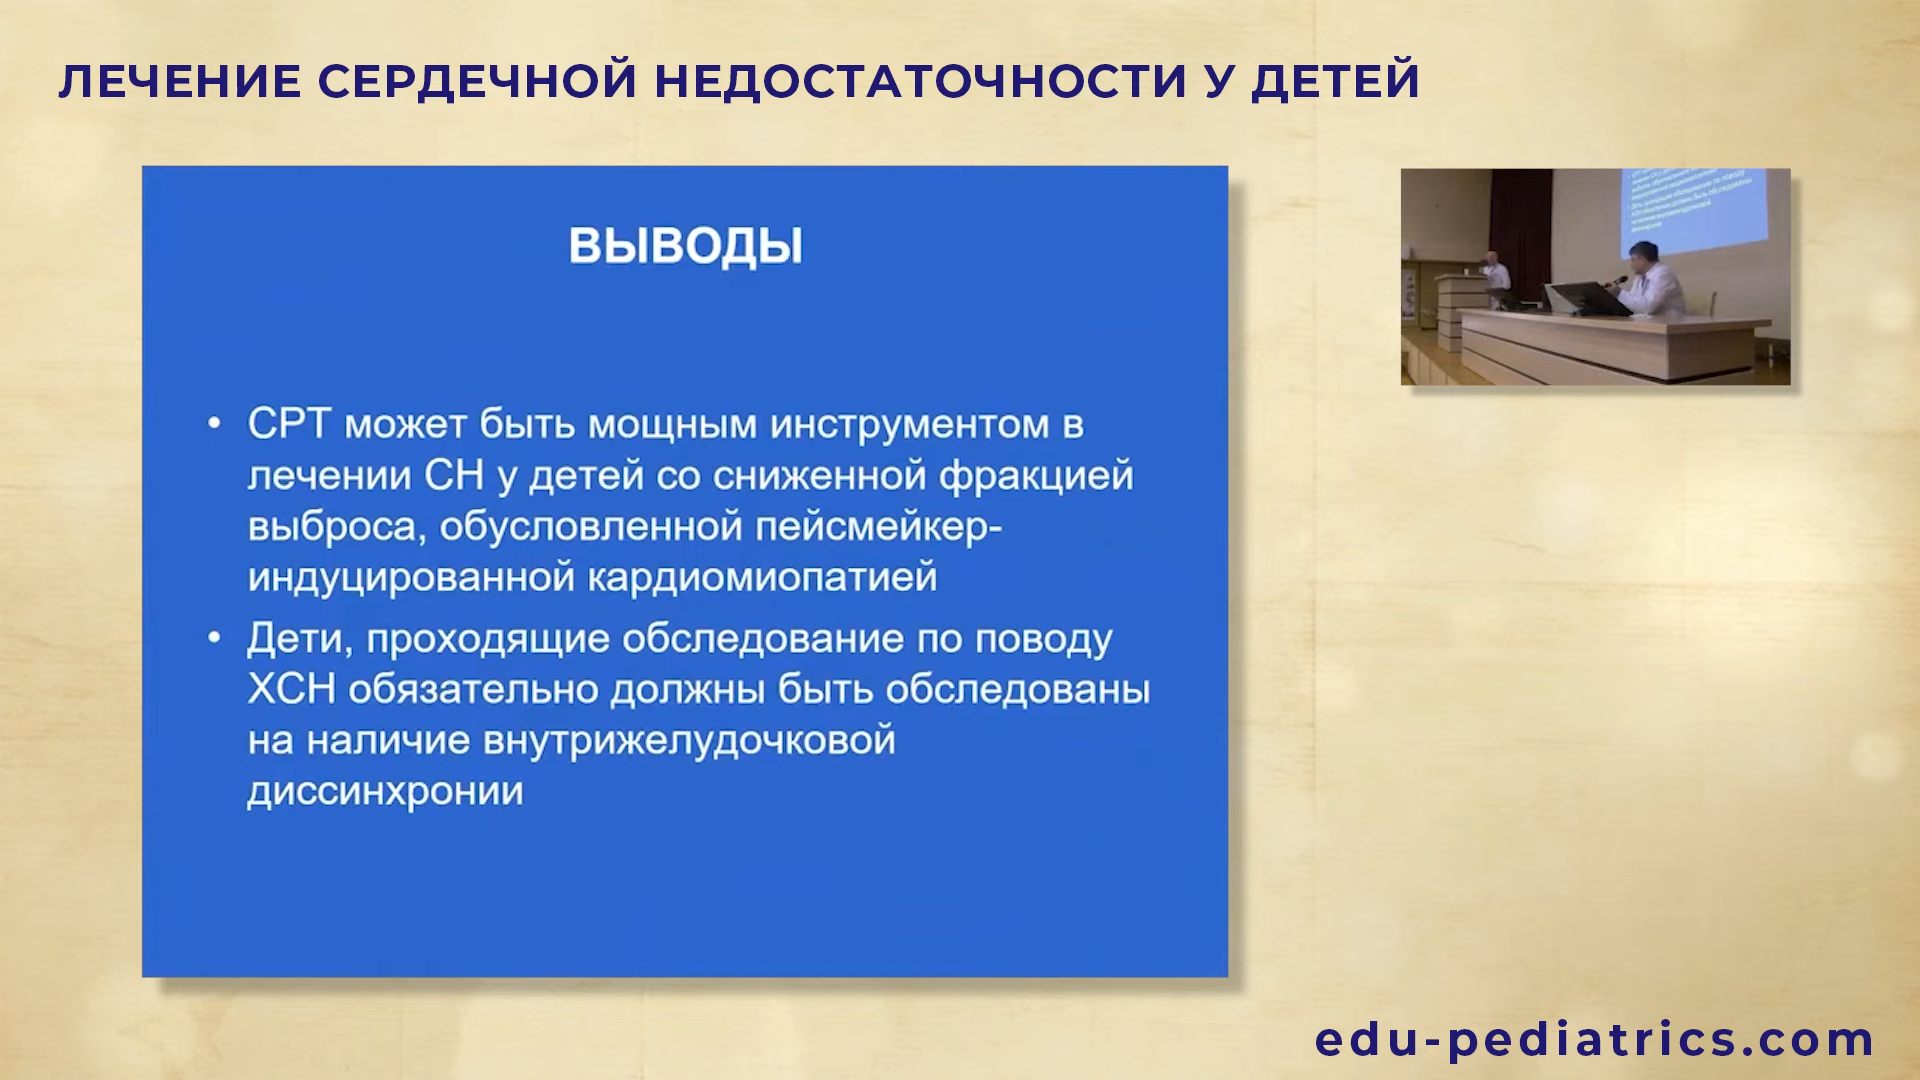 ЛЕЧЕНИЕ СЕРДЕЧНОЙ НЕДОСТАТОЧНОСТИ У ДЕТЕЙ
ВЫВОДЫ
• СРТ может быть мощным инструментом в
лечении СН у детей со сниженной фракцией
выброса, обусловленной пейсмейкер-
индуцированной кардиомиопатией
• Дети, проходящие обследование по поводу
ХСН обязательно должны быть обследованы
на наличие внутрижелудочковой
диссинхронии
edu-pediatrics.com